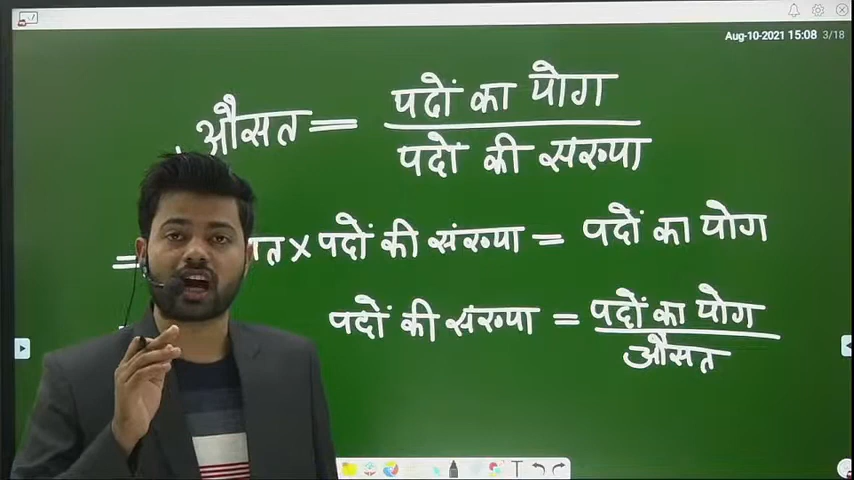 Aug-10-2021 15:08 3/18
औसत = पदों का योग
पदो की संख्या
= त × पदों की संख्या = पदों का योग
पदों की संख्या = पदों का योग
औसत